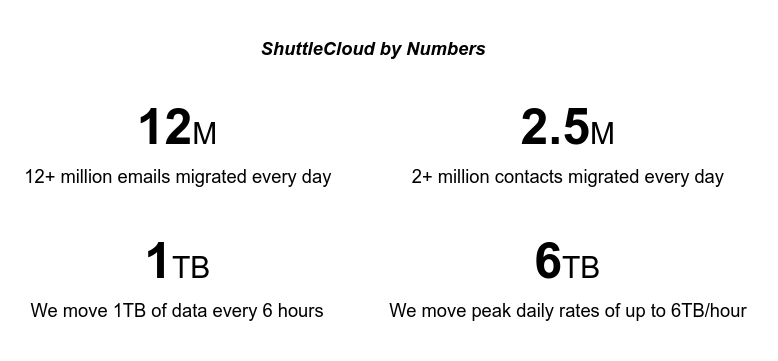 ShuttleCloud by Numbers
12M 2.5M
12+ million emails migrated every day 2+ million contacts migrated every day
1TB 6TB
We move 1TB of data every 6 hours We move peak daily rates of up to 6TB/hour